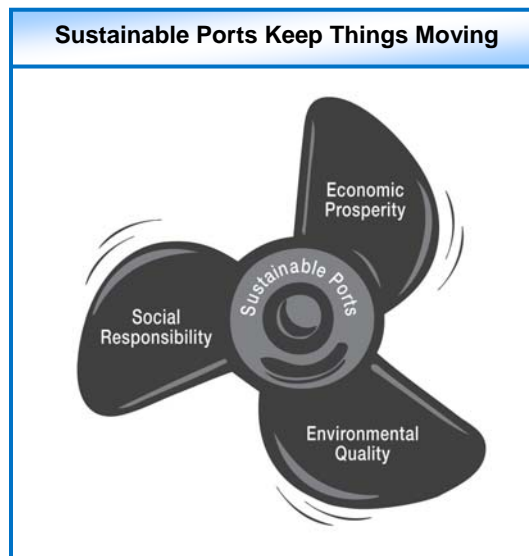 Sustainable Ports Keep Things Moving
Economic
Prosperity
Sustainable Ports
Social
Responsibility
Environmental
Quality